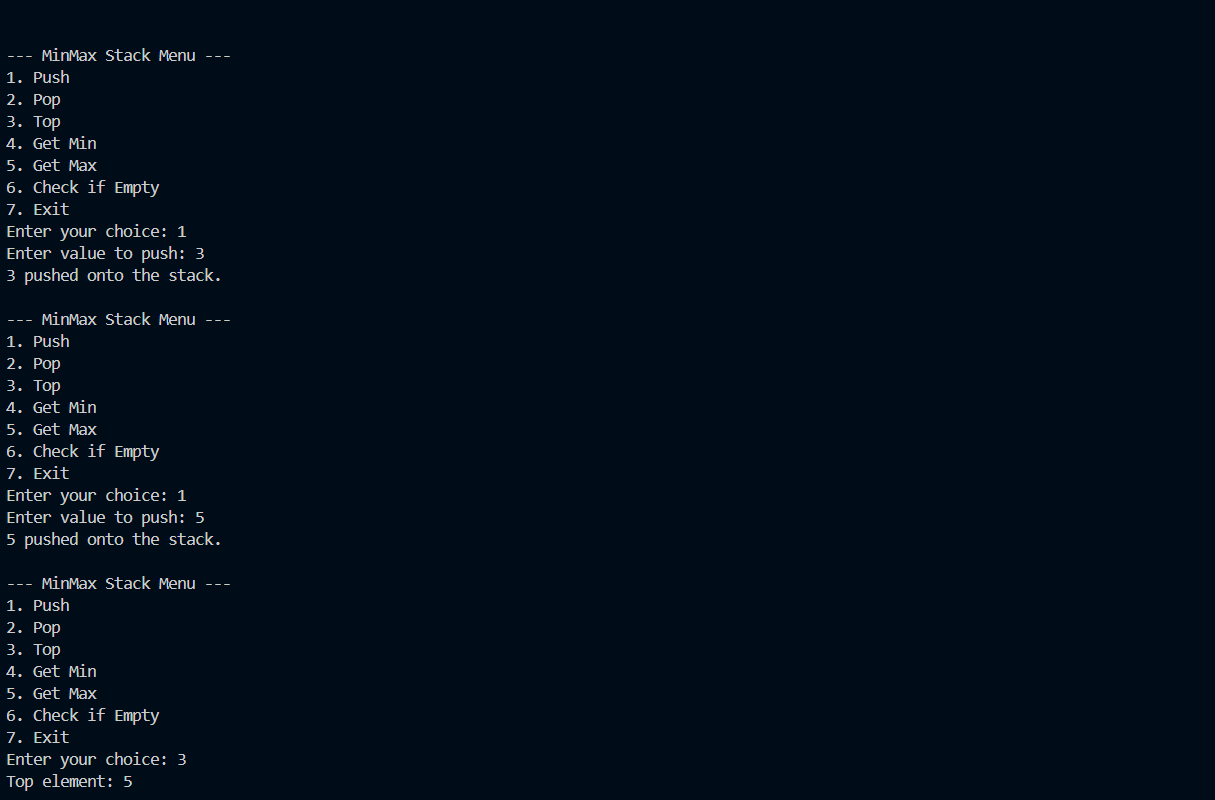 --- MinMax Stack Menu ---
1. Push
2. Pop
3. Top
4. Get Min
5. Get Max
6. Check if Empty
7. Exit
Enter your choice: 1
Enter value to push: 3
3 pushed onto the stack.

--- MinMax Stack Menu ---
1. Push
2. Pop
3. Top
4. Get Min
5. Get Max
6. Check if Empty
7. Exit
Enter your choice: 1
Enter value to push: 5
5 pushed onto the stack.

--- MinMax Stack Menu ---
1. Push
2. Pop
3. Top
4. Get Min
5. Get Max
6. Check if Empty
7. Exit
Enter your choice: 3
Top element: 5